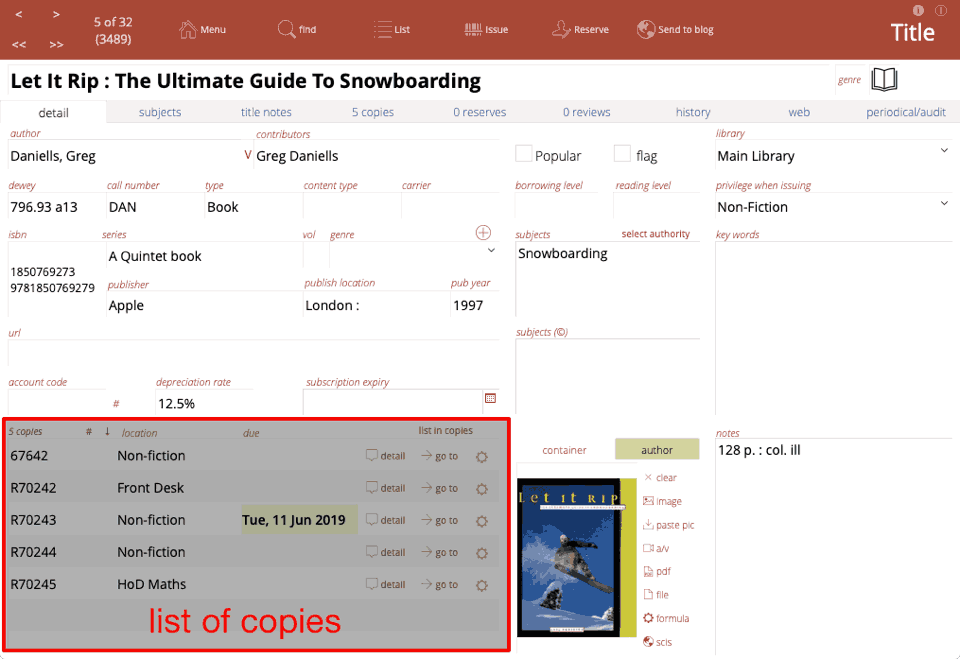 < > 5 of 32 Menu find List Issue Reserve Send to blog Title
<< >> (3489)
Let It Rip : The Ultimate Guide To Snowboarding genre
detail subjects title notes 5 copies 0 reserves 0 reviews history web periodical/audit
author contributors library
Daniells, Greg V Greg Daniells Popular flag Main Library
dewey call number type content type carrier borrowing level reading level privilege when issuing
796.93 a13 DAN Book Non-Fiction
isbn series vol genre subjects select authority key words
A Quintet book Snowboarding
1850769273
9781850769279
publisher publish location pub year
Apple London : 1997
url subjects (©)
account code depreciation rate subscription expiry
# 12.5%
5 copies # ↓ location due list in copies notes
67642 Non-fiction detail go to container author 128 p. : col. ill
R70242 Front Desk detail go to
R70243 Non-fiction Tue, 11 Jun 2019 detail go to
R70244 Non-fiction detail go to
R70245 HoD Maths detail go to
list of copies
Let it RIP
clear
image
paste pic
a/v
pdf
file
formula
scis